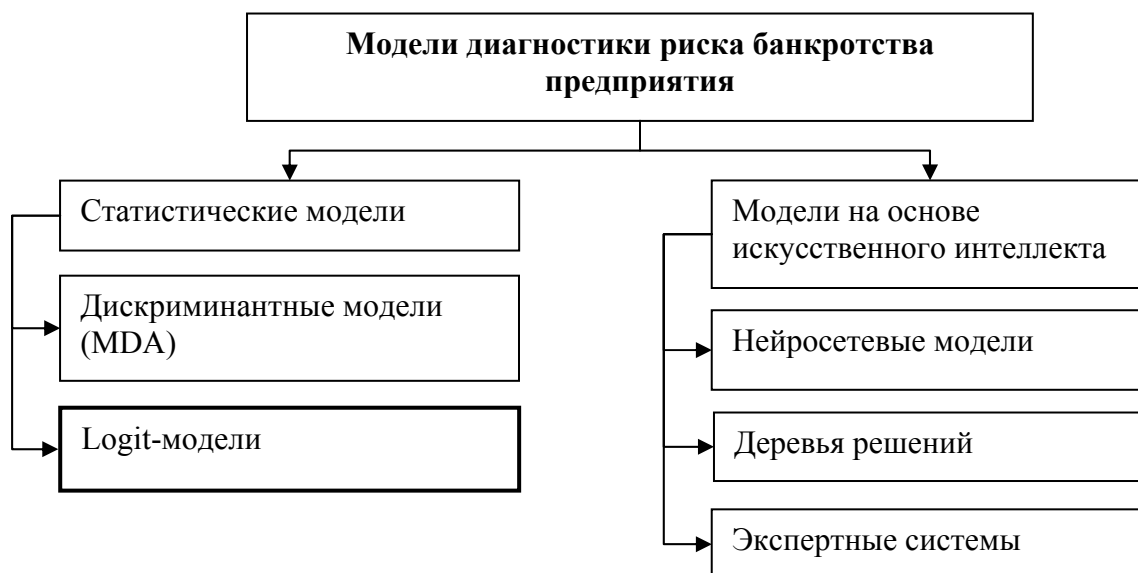 Модели диагностики риска банкротства
предприятия
Статистические модели
Дискриминантные модели
(MDA)
Logit-модели
Модели на основе
искусственного интеллекта
Нейросетевые модели
Деревья решений
Экспертные системы